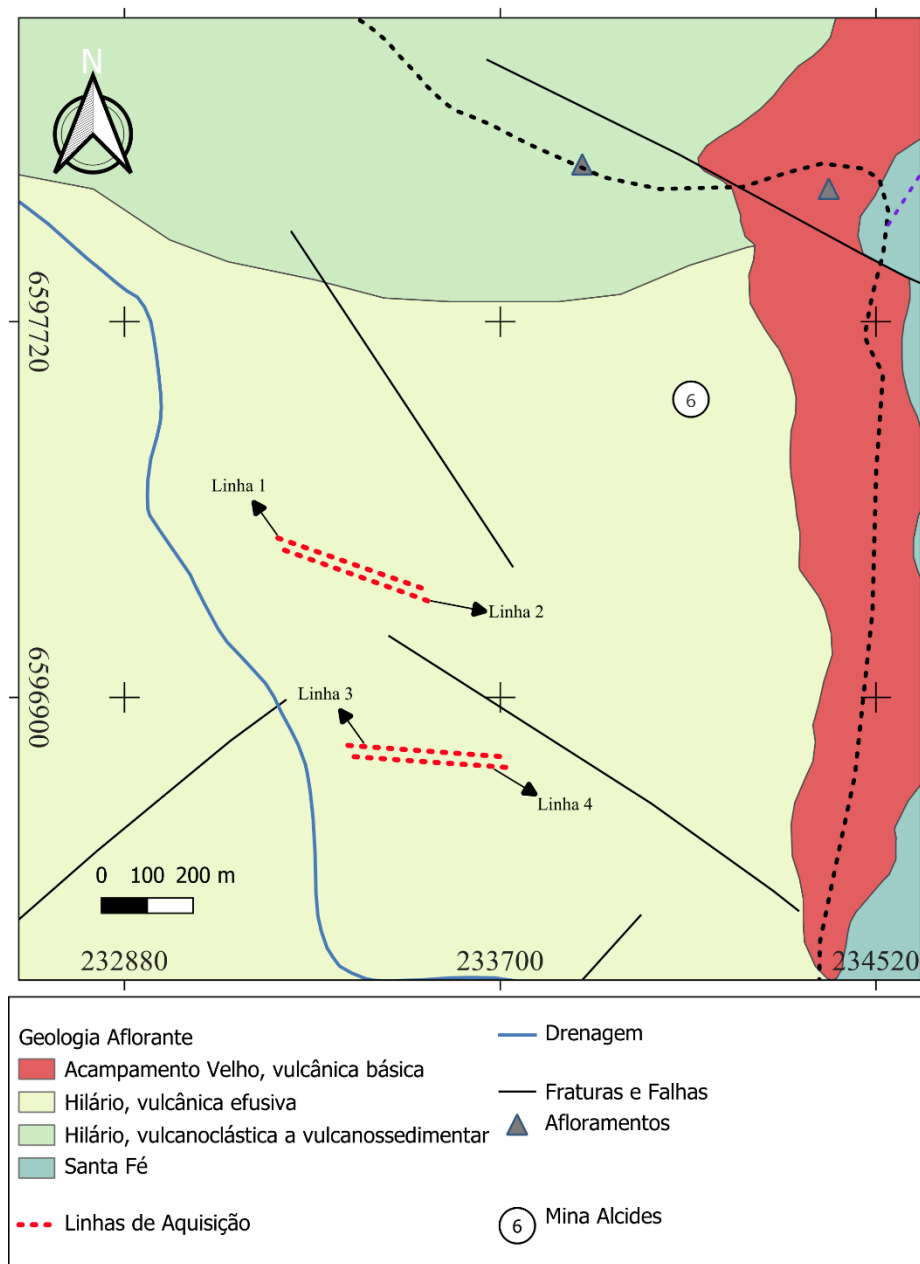 N
6597720
6
Linha 1
Linha 2
6596900
Linha 3
Linha 4
0 100 200 m
232880 233700 234520
Geologia Aflorante
Acampamento Velho, vulcânica básica
Hilário, vulcânica efusiva
Hilário, vulcanoclástica a vulcanossedimentar
Santa Fé
Linhas de Aquisição
Drenagem
Fraturas e Falhas
Afloramentos
6 Mina Alcides